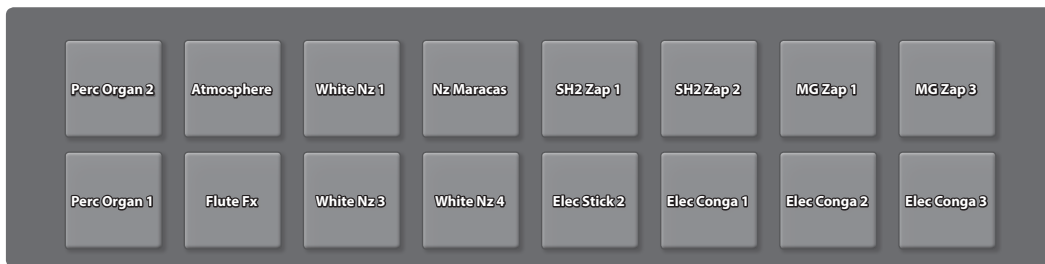 Perc Organ 2
Atmosphere
White Nz 1
Nz Maracas
SH2 Zap 1
SH2 Zap 2
MG Zap 1
MG Zap 3
Perc Organ 1
Flute Fx
White Nz 3
White Nz 4
Elec Stick 2
Elec Conga 1
Elec Conga 2
Elec Conga 3